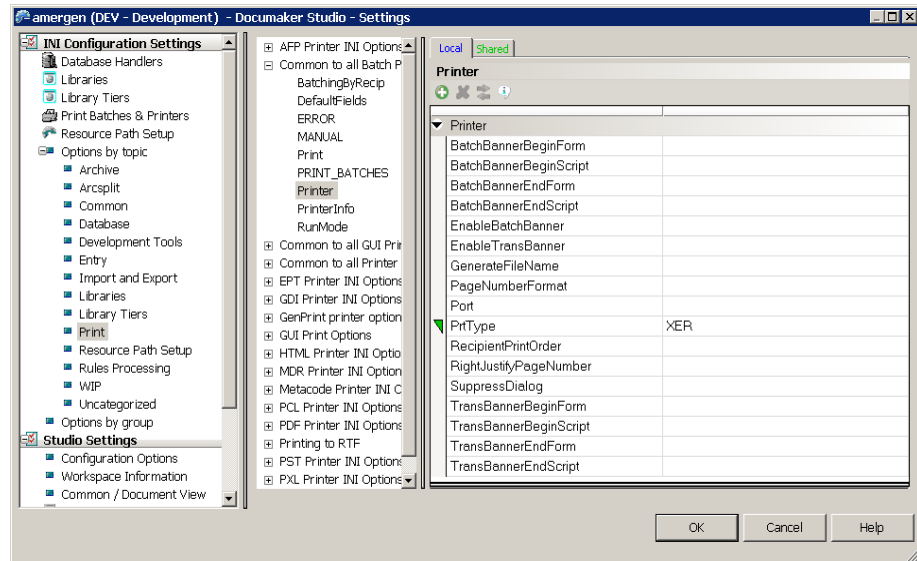 amergen (DEV - Development) - Documaker Studio - Settings
INI Configuration Settings
Database Handlers
Libraries
Library Tiers
Print Batches & Printers
Resource Path Setup
Options by topic
Archive
Arcsplit
Common
Database
Development Tools
Entry
Import and Export
Libraries
Library Tiers
Print
Resource Path Setup
Rules Processing
WIP
Uncategorized
Options by group
Studio Settings
Configuration Options
Workspace Information
Common / Document View
AFP Printer INI Options
Common to all Batch P
BatchingByRecip
DefaultFields
ERROR
MANUAL
Print
PRINT_BATCHES
Printer
PrinterInfo
RunMode
Common to all GUI Prin
Common to all Printer
EPT Printer INI Options
GDI Printer INI Options
GenPrint printer option
GUI Print Options
HTML Printer INI Optio
MDR Printer INI Option
Metacode Printer INI O
PCL Printer INI Options
PDF Printer INI Options
Printing to RTF
PST Printer INI Options
PXL Printer INI Options
Local Shared
Printer
Printer
BatchBannerBeginForm
BatchBannerBeginScript
BatchBannerEndForm
BatchBannerEndScript
EnableBatchBanner
EnableTransBanner
GenerateFileName
PageNumberFormat
Port
PrtType XER
RecipientPrintOrder
RightJustifyPageNumber
SuppressDialog
TransBannerBeginForm
TransBannerBeginScript
TransBannerEndForm
TransBannerEndScript
OK Cancel Help